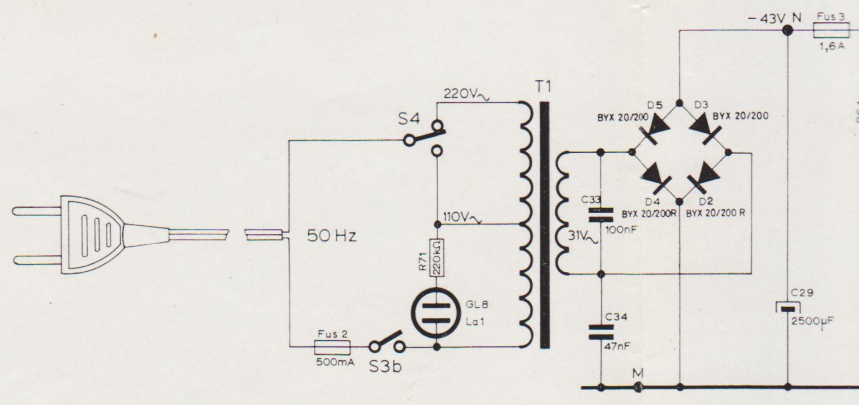 -43V N
Fus 3
1,6A
T1
220V~
S4
D5
D3
BYX 20/200
BYX 20/200
D4
D2
BYX 20/200R
BYX 20/200 R
C33
100nF
31V~
110V~
50 Hz
R71
220kΩ
GL8
La1
Fus 2
500mA
S3b
C34
47nF
C29
2500µF
M